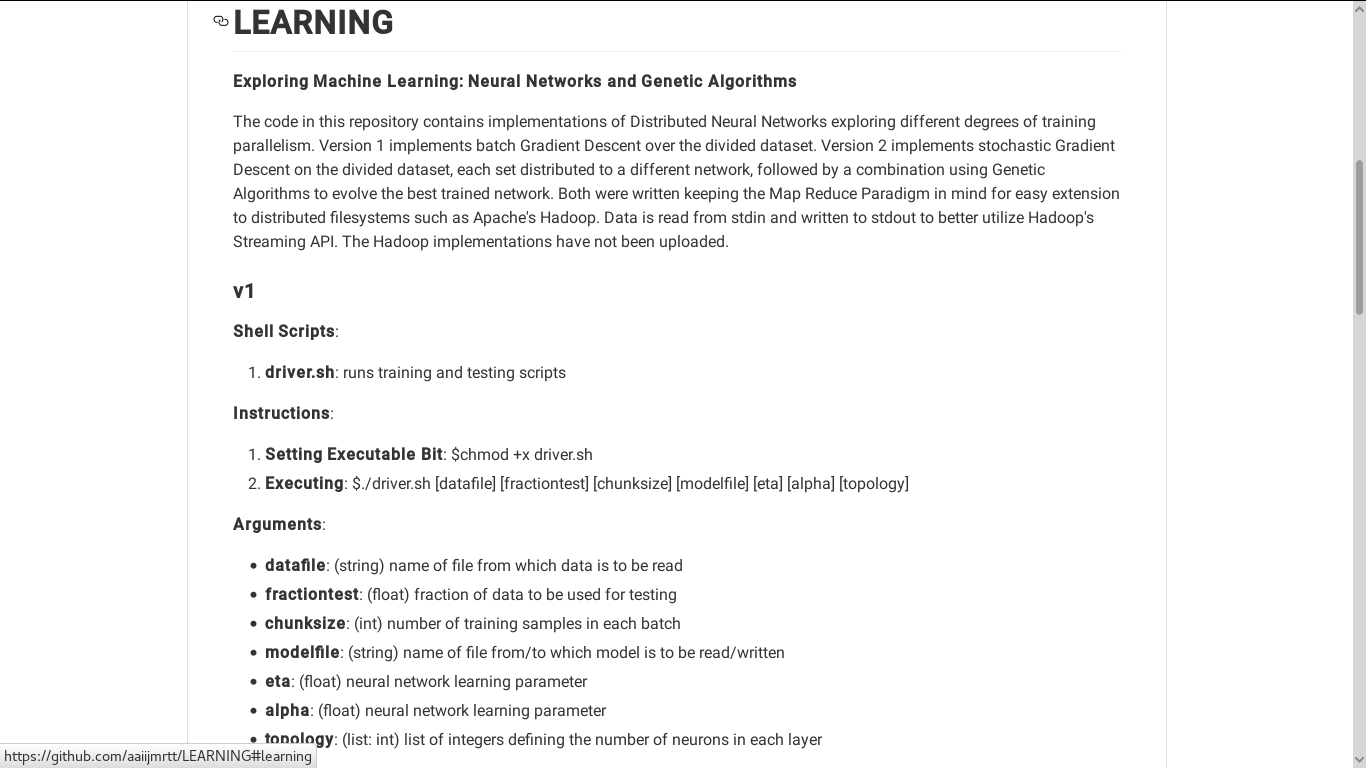 LEARNING
Exploring Machine Learning: Neural Networks and Genetic Algorithms
The code in this repository contains implementations of Distributed Neural Networks exploring different degrees of training
parallelism. Version 1 implements batch Gradient Descent over the divided dataset. Version 2 implements stochastic Gradient
Descent on the divided dataset, each set distributed to a different network, followed by a combination using Genetic
Algorithms to evolve the best trained network. Both were written keeping the Map Reduce Paradigm in mind for easy extension
to distributed filesystems such as Apache's Hadoop. Data is read from stdin and written to stdout to better utilize Hadoop's
Streaming API. The Hadoop implementations have not been uploaded.
v1
Shell Scripts:
1. driver.sh: runs training and testing scripts
Instructions:
1. Setting Executable Bit: $chmod +x driver.sh
2. Executing: $./driver.sh [datafile] [fractiontest] [chunksize] [modelfile] [eta] [alpha] [topology]
Arguments:
• datafile: (string) name of file from which data is to be read
• fractiontest: (float) fraction of data to be used for testing
• chunksize: (int) number of training samples in each batch
• modelfile: (string) name of file from/to which model is to be read/written
• eta: (float) neural network learning parameter
• alpha: (float) neural network learning parameter
• topology: (list: int) list of integers defining the number of neurons in each layer
https://github.com/aaiijmrtt/LEARNING#learning